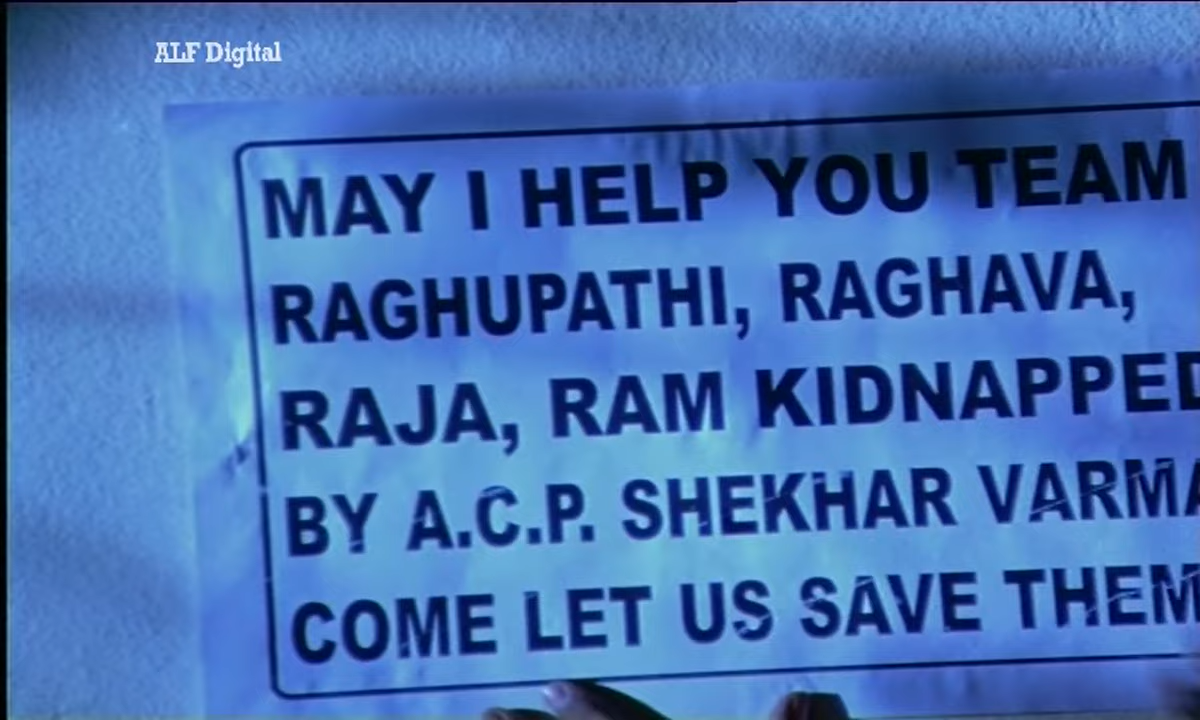 ALF Digital
MAY I HELP YOU TEAM
RAGHUPATHI, RAGHAVA,
RAJA, RAM KIDNAPPED
BY A.C.P. SHEKHAR VARMA
COME LET US SAVE THEM